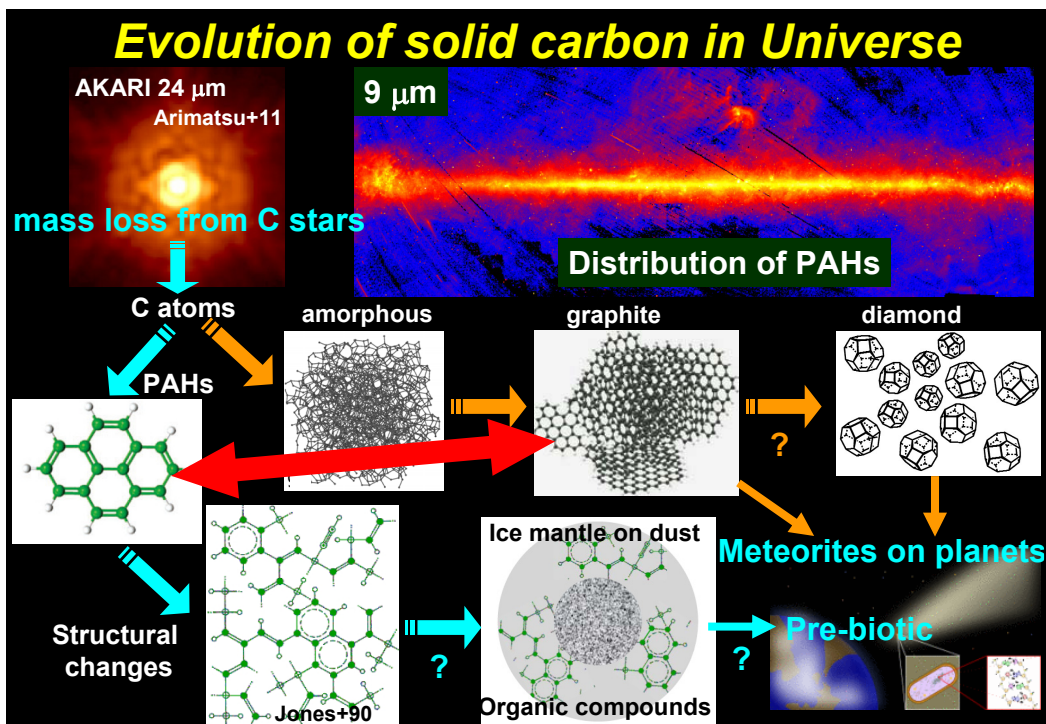 Evolution of solid carbon in Universe
AKARI 24 μm
Arimatsu+11
9 μm
mass loss from C stars
Distribution of PAHs
C atoms
amorphous
graphite
diamond
PAHs
?
Ice mantle on dust
Meteorites on planets
Structural
changes
?
Pre-biotic
?
Jones+90
Organic compounds